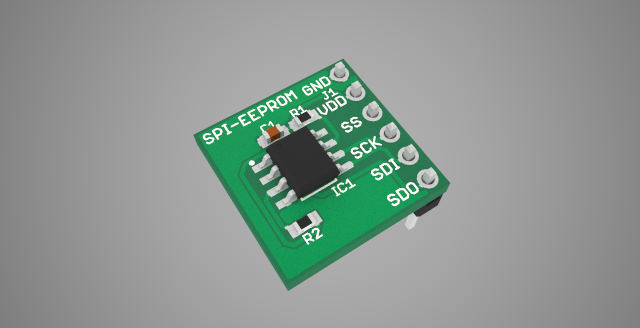 SPI-EEPROM
GND
J1
VDD
R1
C1
SS
SCK
SDI
SDO
IC1
R2